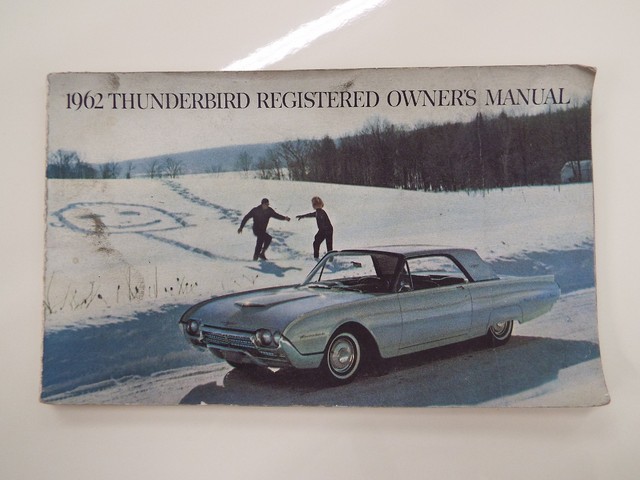 1962 THUNDERBIRD REGISTERED OWNER'S MANUAL